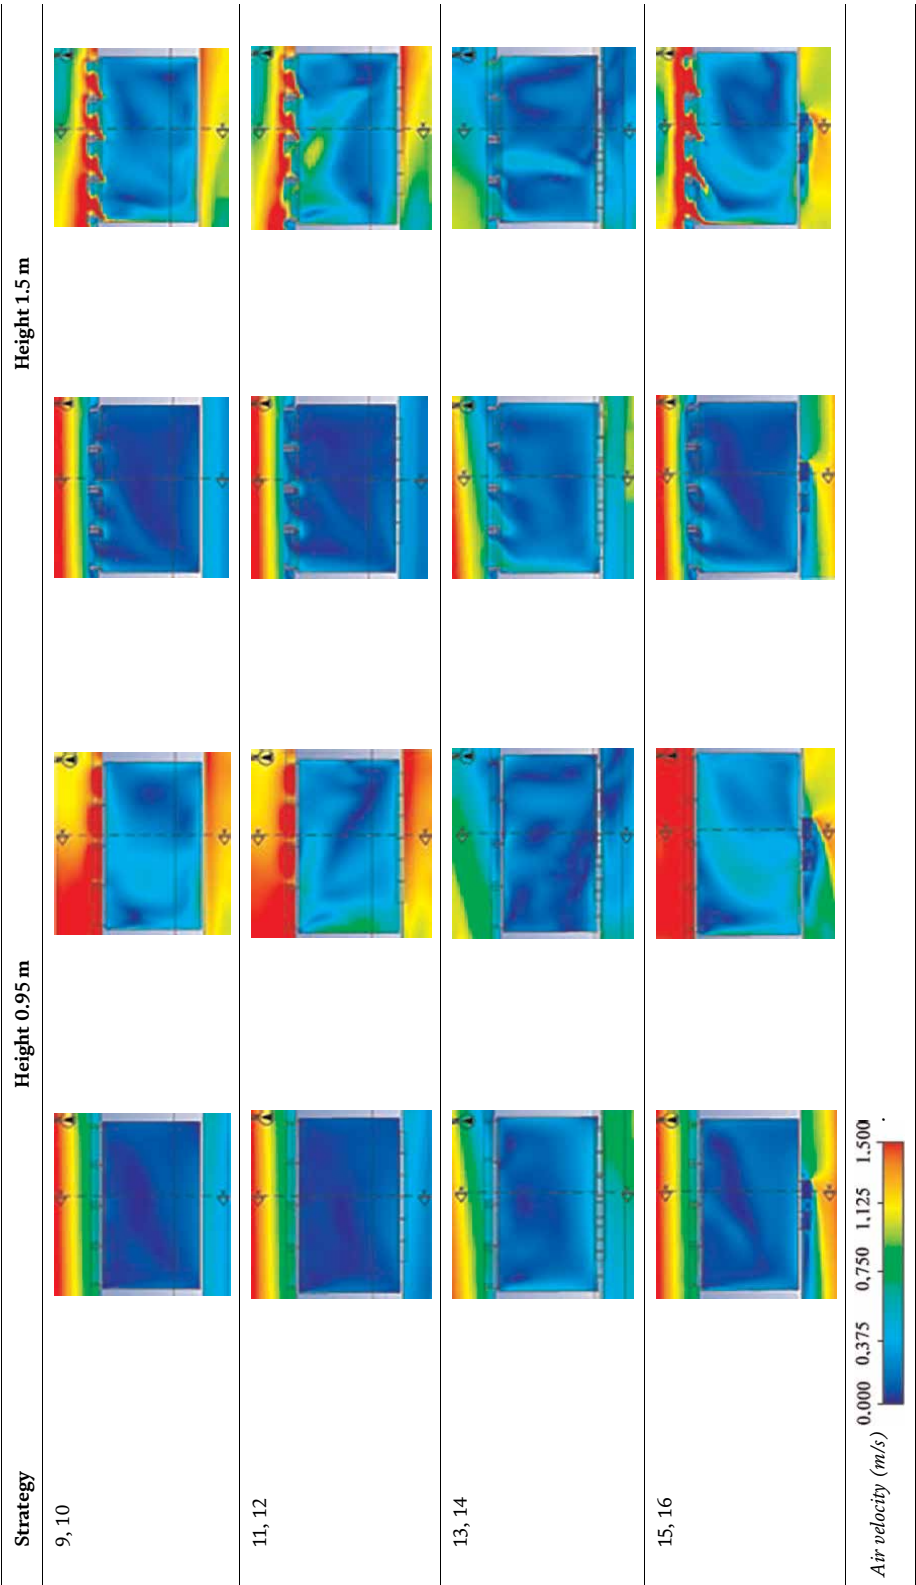 Strategy Height 0.95 m Height 1.5 m
9, 10
11, 12
13, 14
15, 16
0.000 0.375 0.750 1.125 1.500
Air velocity (m/s) .